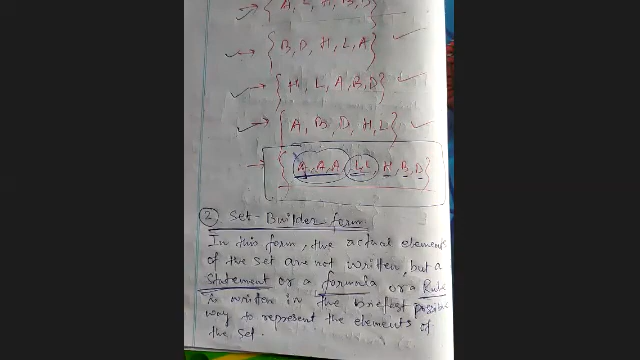 { A, L, H, B, D }
{ B, D, H, L, A }
{ H, L, A, B, D }
{ A, B, D, H, L }
{ A, A, A, L, L, H, B, D }
2 Set-Builder form
In this form, the actual elements
of the set are not written, but a
statement or a formula or a Rule
is written in the briefest possible
way to represent the elements of
the set.